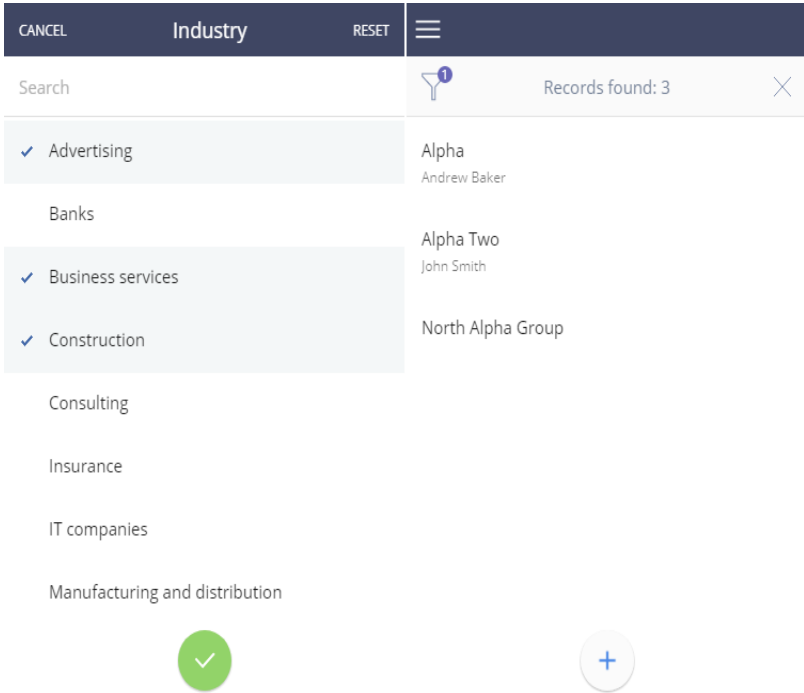 CANCEL Industry RESET
Search
Advertising
Banks
Business services
Construction
Consulting
Insurance
IT companies
Manufacturing and distribution
1
Records found: 3
Alpha
Andrew Baker
Alpha Two
John Smith
North Alpha Group